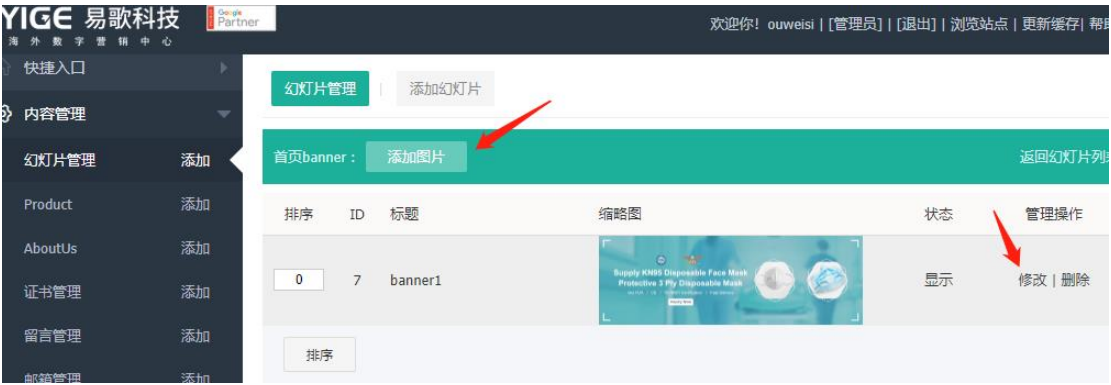 YIGE 易歌科技
海外数字营销中心
Google
Partner
欢迎你! ouweisi | [管理员] | [退出] | 浏览站点 | 更新缓存 | 帮助
快捷入口
内容管理
幻灯片管理 添加
Product 添加
AboutUs 添加
证书管理 添加
留言管理 添加
邮箱管理 添加
幻灯片管理 | 添加幻灯片
首页banner： 添加图片 返回幻灯片列表
排序 ID 标题 缩略图 状态 管理操作
0 7 banner1 显示 修改 | 删除
Supply KN95 Disposable Face Mask
Protective 3 Ply Disposable Mask
排序